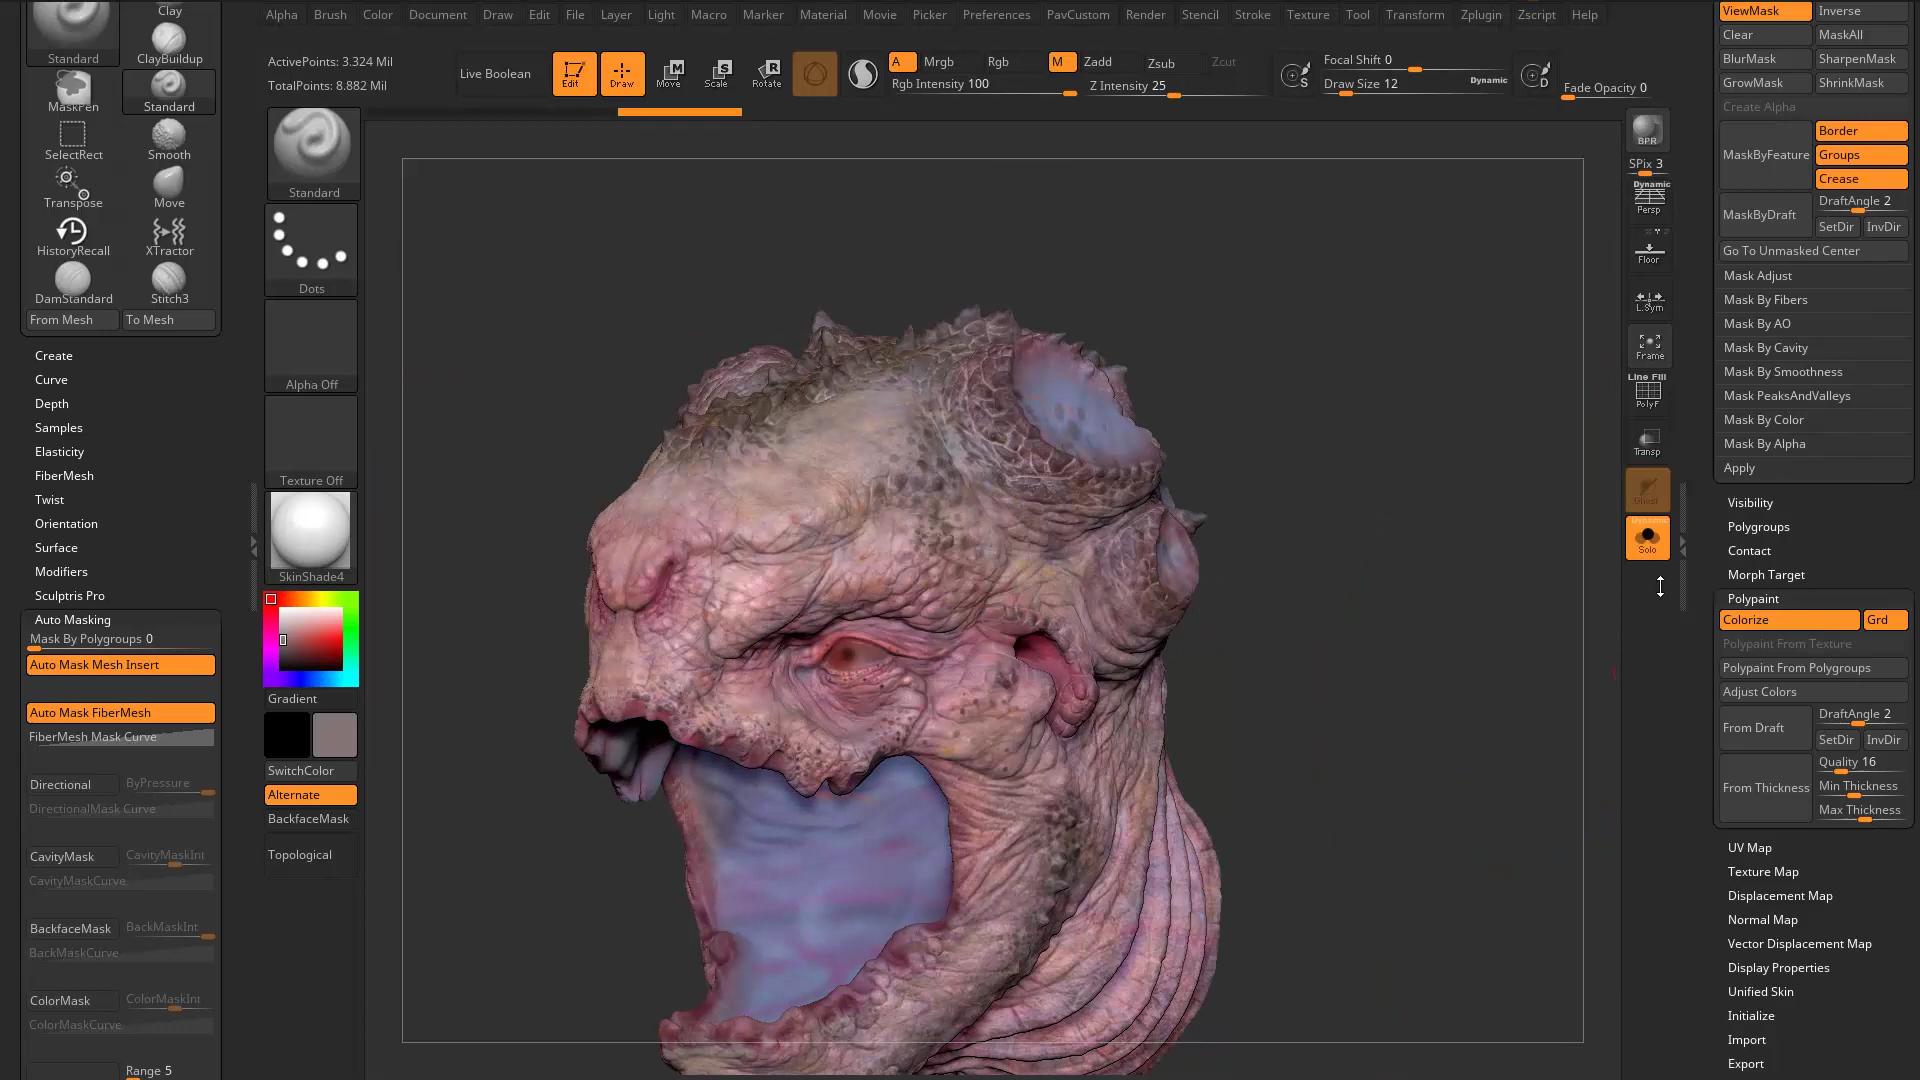 Alpha Brush Color Document Draw Edit File Layer Light Macro Marker Material Movie Picker Preferences PavCustom Render Stencil Stroke Texture Tool Transform Zplugin Zscript Help
ActivePoints: 3.324 Mil
TotalPoints: 8.882 Mil
Live Boolean
Edit
Draw
Move
Scale
Rotate
A
Mrgb
Rgb
M
Zadd
Zsub
Zcut
Rgb Intensity 100
Z Intensity 25
Focal Shift 0
Draw Size 12
Dynamic
Fade Opacity 0
Clay
Standard
ClayBuildup
MaskPen
Standard
SelectRect
Smooth
Transpose
Move
HistoryRecall
XTractor
DamStandard
Stitch3
From Mesh
To Mesh
Create
Curve
Depth
Samples
Elasticity
FiberMesh
Twist
Orientation
Surface
Modifiers
Sculptris Pro
Auto Masking
Mask By Polygroups 0
Auto Mask Mesh Insert
Auto Mask FiberMesh
FiberMesh Mask Curve
Directional
ByPressure
DirectionalMask Curve
CavityMask
CavityMaskInt
CavityMaskCurve
BackfaceMask
BackMaskInt
BackMaskCurve
ColorMask
ColorMaskInt
ColorMaskCurve
Range 5
Standard
Dots
Alpha Off
Texture Off
SkinShade4
Gradient
SwitchColor
Alternate
BackfaceMask
Topological
BPR
SPix 3
Dynamic
Persp
Floor
L.Sym
Frame
Line Fill
PolyF
Transp
Ghost
Dynamic
Solo
ViewMask
Inverse
Clear
MaskAll
BlurMask
SharpenMask
GrowMask
ShrinkMask
Create Alpha
MaskByFeature
Border
Groups
Crease
MaskByDraft
DraftAngle 2
SetDir
InvDir
Go To Unmasked Center
Mask Adjust
Mask By Fibers
Mask By AO
Mask By Cavity
Mask By Smoothness
Mask PeaksAndValleys
Mask By Color
Mask By Alpha
Apply
Visibility
Polygroups
Contact
Morph Target
Polypaint
Colorize
Grd
Polypaint From Texture
Polypaint From Polygroups
Adjust Colors
From Draft
DraftAngle 2
SetDir
InvDir
From Thickness
Quality 16
Min Thickness
Max Thickness
UV Map
Texture Map
Displacement Map
Normal Map
Vector Displacement Map
Display Properties
Unified Skin
Initialize
Import
Export